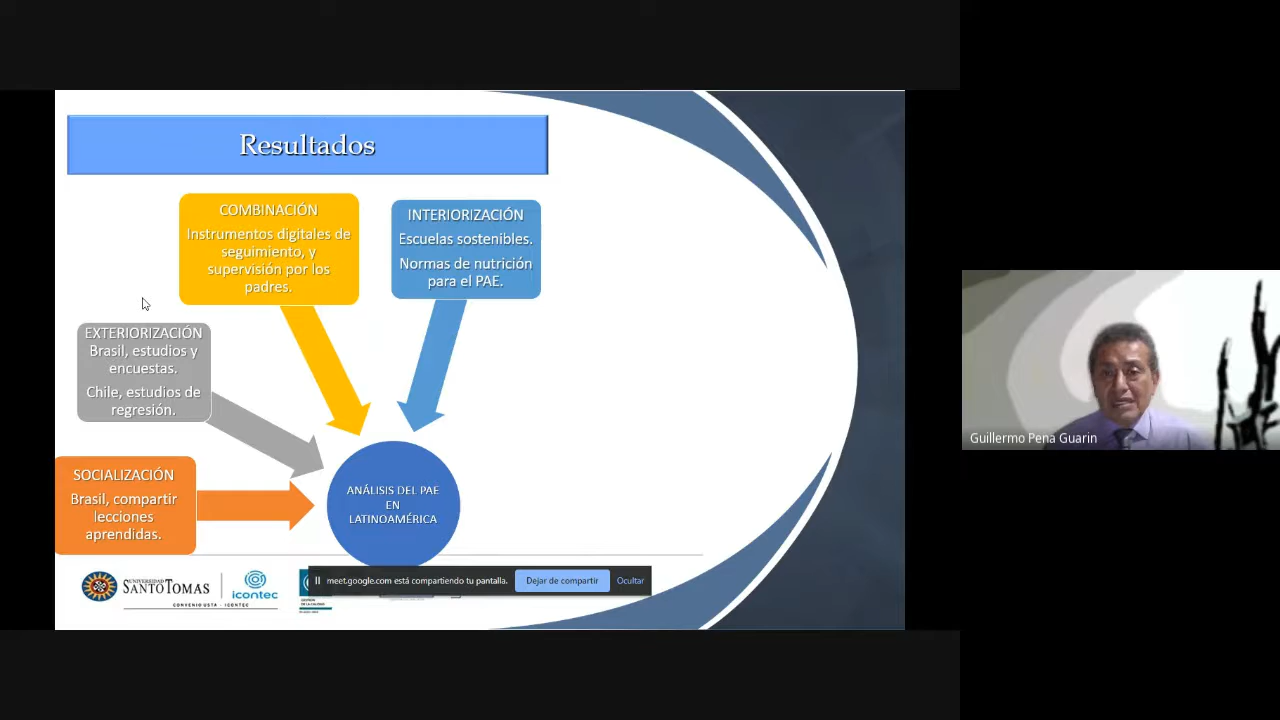 Resultados
COMBINACIÓN
Instrumentos digitales de
seguimiento, y
supervisión por los
padres.
INTERIORIZACIÓN
Escuelas sostenibles.
Normas de nutrición
para el PAE.
EXTERIORIZACIÓN
Brasil, estudios y
encuestas.
Chile, estudios de
regresión.
SOCIALIZACIÓN
Brasil, compartir
lecciones
aprendidas.
ANÁLISIS DEL PAE
EN
LATINOAMÉRICA
UNIVERSIDAD
SANTO TOMAS
icontec
CONVENIO USTA - ICONTEC
meet.google.com está compartiendo tu pantalla.
Dejar de compartir
Ocultar
Guillermo Pena Guarin